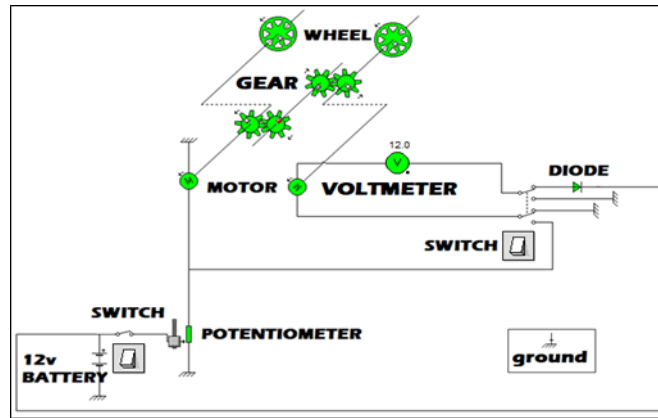 WHEEL
GEAR
12.0
V
MOTOR
VOLTMETER
DIODE
SWITCH
SWITCH
POTENTIOMETER
12v
BATTERY
ground